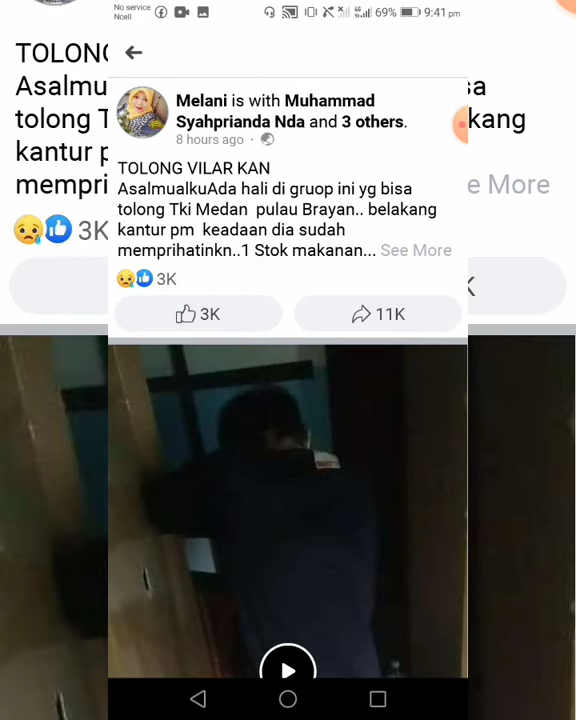 No service
Ncell
69% 9:41 pm
TOLONG
Asalmu sa
tolong T kang
kantur p
mempri e More
3K
K
Melani is with Muhammad
Syahprianda Nda and 3 others.
8 hours ago
TOLONG VILAR KAN
AsalmualkuAda hali di gruop ini yg bisa
tolong Tki Medan pulau Brayan.. belakang
kantur pm keadaan dia sudah
memprihatinkn..1 Stok makanan... See More
3K
3K
11K